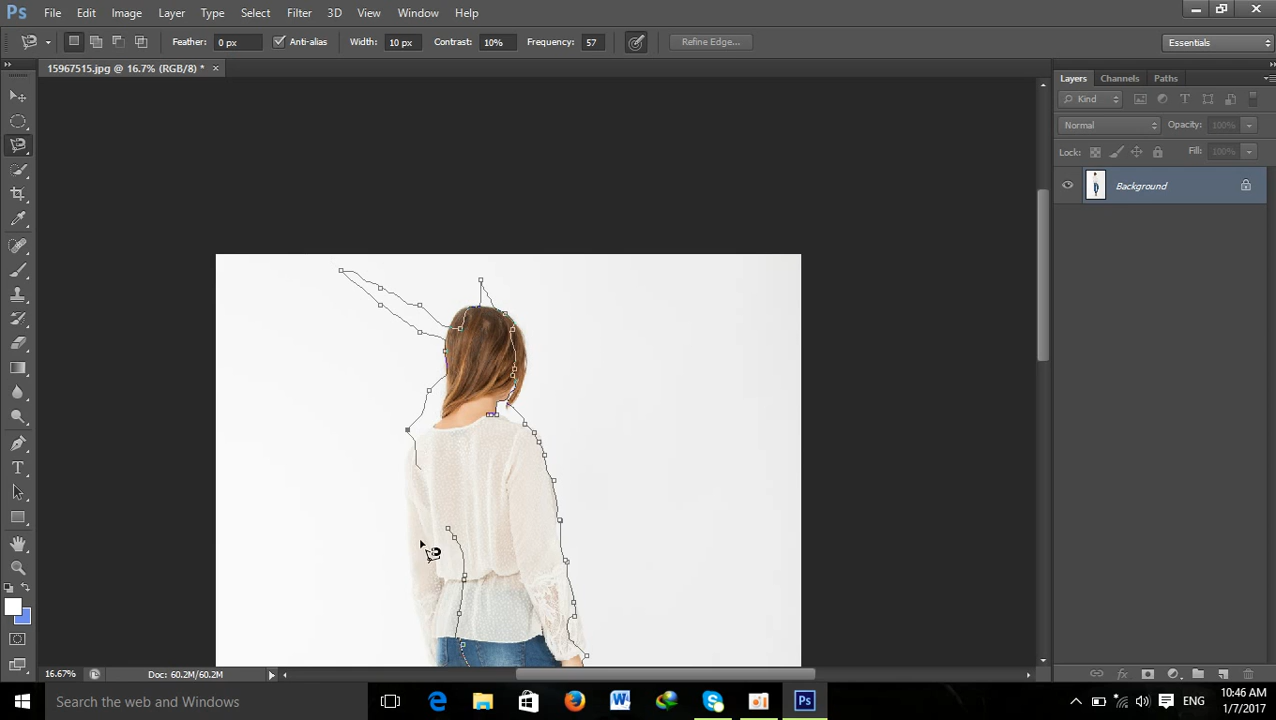 Ps File Edit Image Layer Type Select Filter 3D View Window Help
Feather: 0 px Anti-alias Width: 10 px Contrast: 10% Frequency: 57 Refine Edge... Essentials
15967515.jpg @ 16.7% (RGB/8) * ×
Layers Channels Paths
Kind
Normal Opacity: 100%
Lock: Fill: 100%
Background
16.67% Doc: 60.2M/60.2M
Search the web and Windows
10:46 AM
1/7/2017